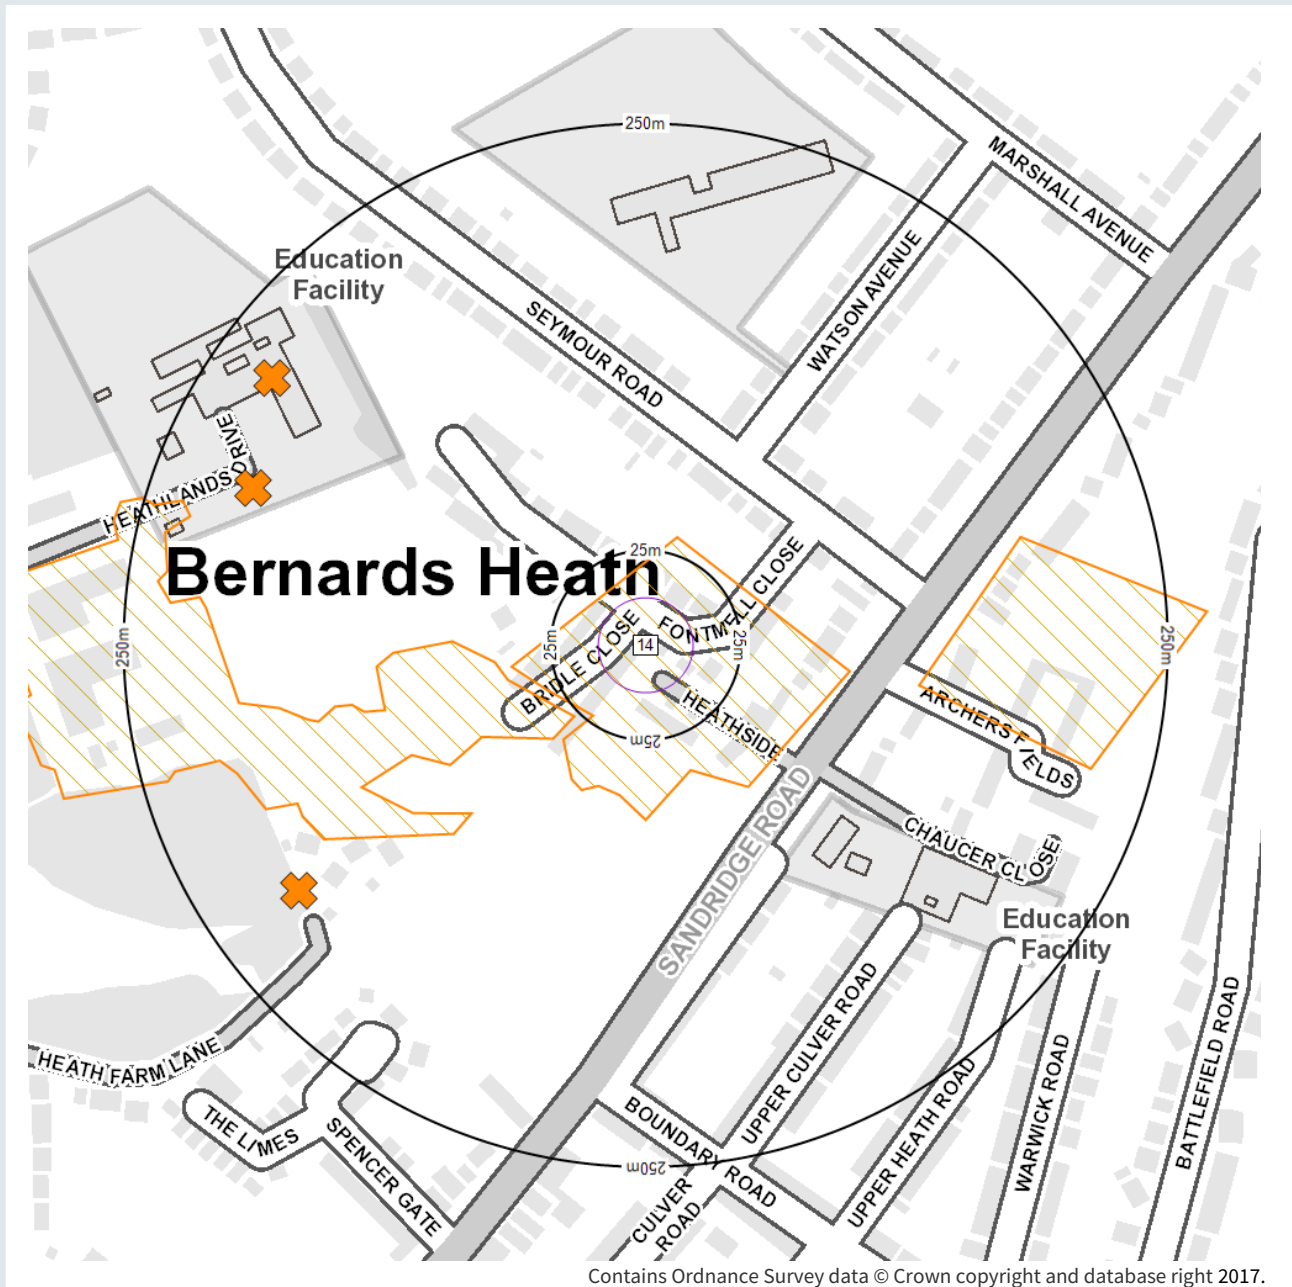 250m
MARSHALL AVENUE
WATSON AVENUE
Education
Facility
SEYMOUR ROAD
HEATHLANDS DRIVE
Bernards Heath
25m
FONTMELL CLOSE
BRIDLE CLOSE
14
25m
25m
250m
250m
HEATHSIDE
25m
ARCHERS FIELDS
SANDRIDGE ROAD
CHAUCER CLOSE
Education
Facility
UPPER CULVER ROAD
HEATH FARM LANE
THE LIMES
SPENCER GATE
BOUNDARY ROAD
250m
CULVER
ROAD
UPPER HEATH ROAD
WARWICK ROAD
BATTLEFIELD ROAD
Contains Ordnance Survey data © Crown copyright and database right 2017.